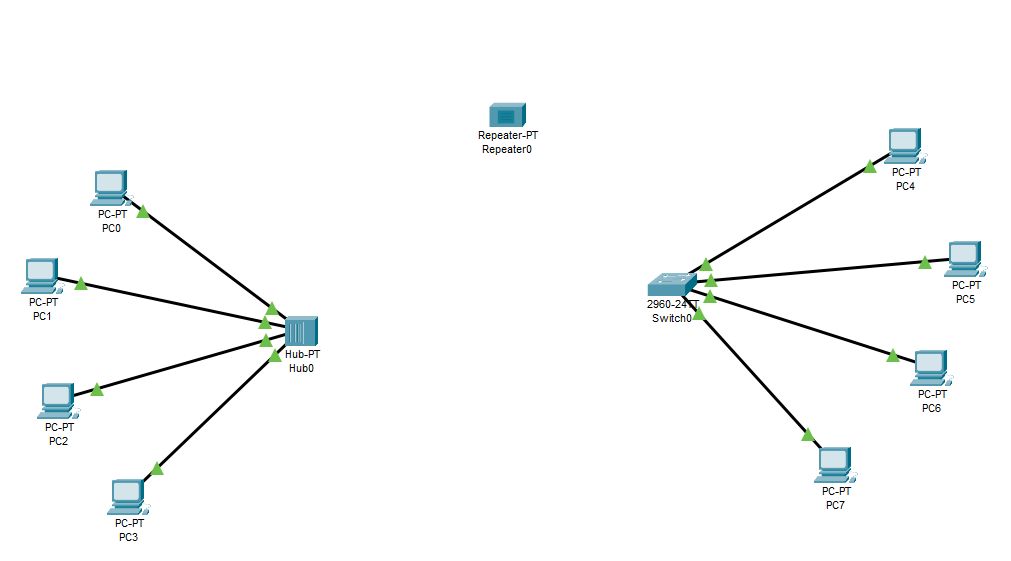 Repeater-PT
Repeater0
PC-PT
PC0
PC-PT
PC1
PC-PT
PC2
PC-PT
PC3
Hub-PT
Hub0
2960-24TT
Switch0
PC-PT
PC4
PC-PT
PC5
PC-PT
PC6
PC-PT
PC7